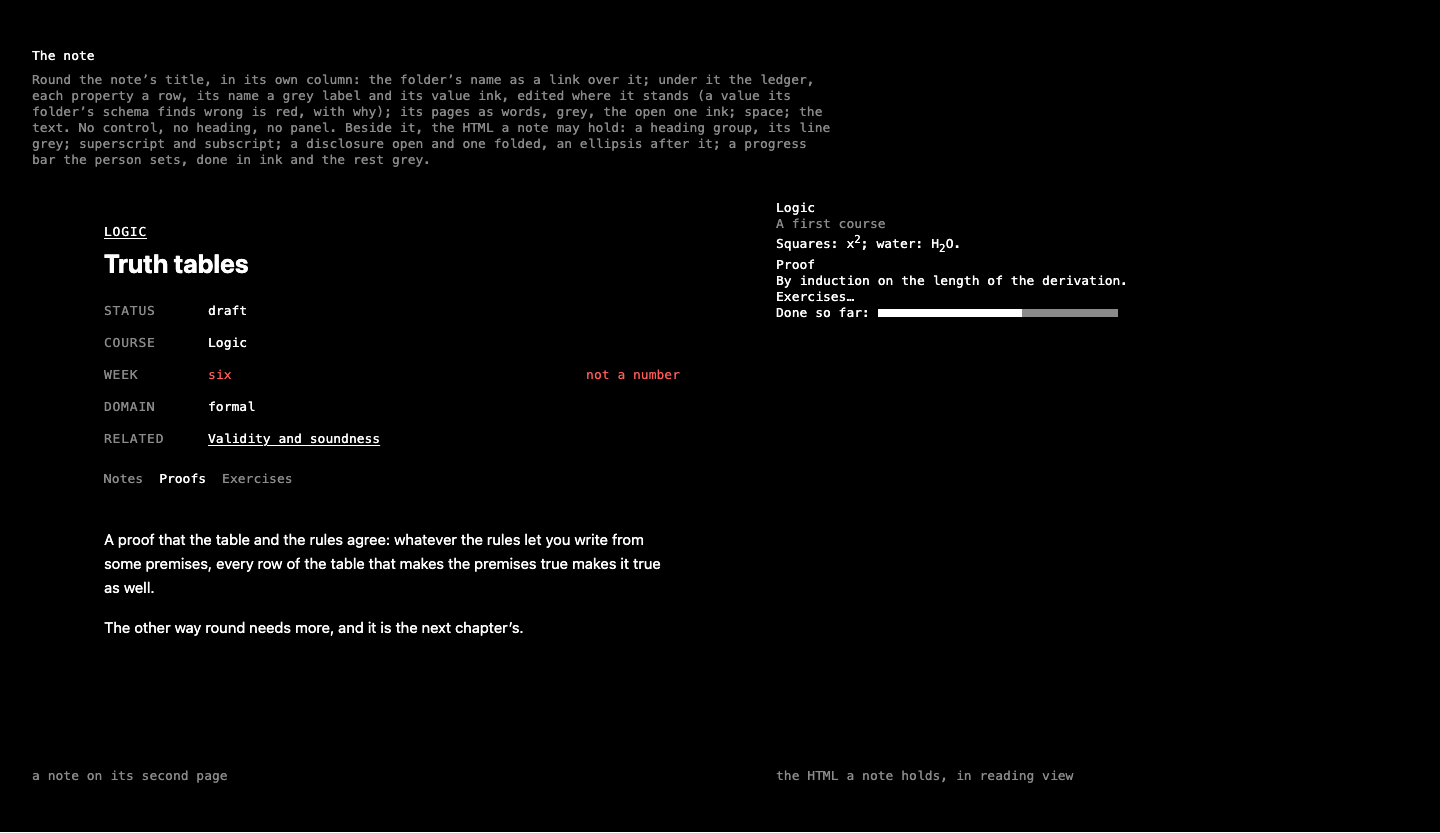 The note
Round the note’s title, in its own column: the folder’s name as a link over it; under it the ledger,
each property a row, its name a grey label and its value ink, edited where it stands (a value its
folder’s schema finds wrong is red, with why); its pages as words, grey, the open one ink; space; the
text. No control, no heading, no panel. Beside it, the HTML a note may hold: a heading group, its line
grey; superscript and subscript; a disclosure open and one folded, an ellipsis after it; a progress
bar the person sets, done in ink and the rest grey.
LOGIC
Truth tables
STATUS draft
COURSE Logic
WEEK six not a number
DOMAIN formal
RELATED Validity and soundness
Notes Proofs Exercises
A proof that the table and the rules agree: whatever the rules let you write from
some premises, every row of the table that makes the premises true makes it true
as well.
The other way round needs more, and it is the next chapter’s.
a note on its second page
Logic
A first course
Squares: x²; water: H₂O.
Proof
By induction on the length of the derivation.
Exercises…
Done so far:
the HTML a note holds, in reading view